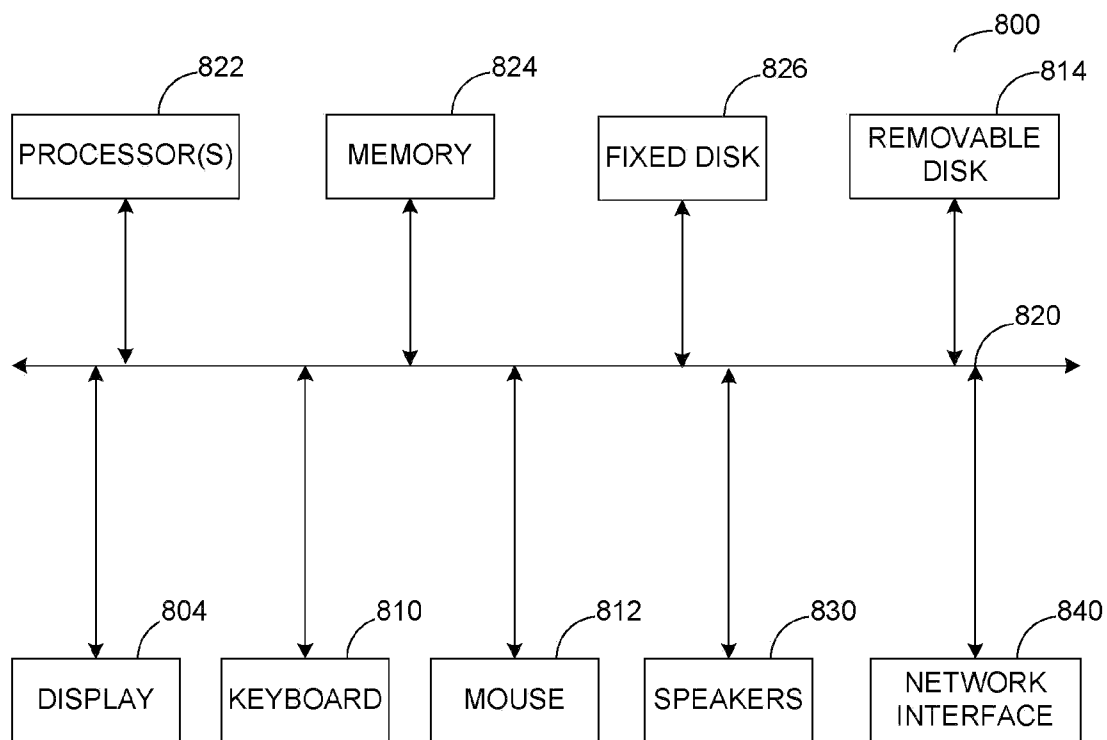 800
822
824
826
814
PROCESSOR(S)
MEMORY
FIXED DISK
REMOVABLE
DISK
820
804
810
812
830
840
DISPLAY
KEYBOARD
MOUSE
SPEAKERS
NETWORK
INTERFACE